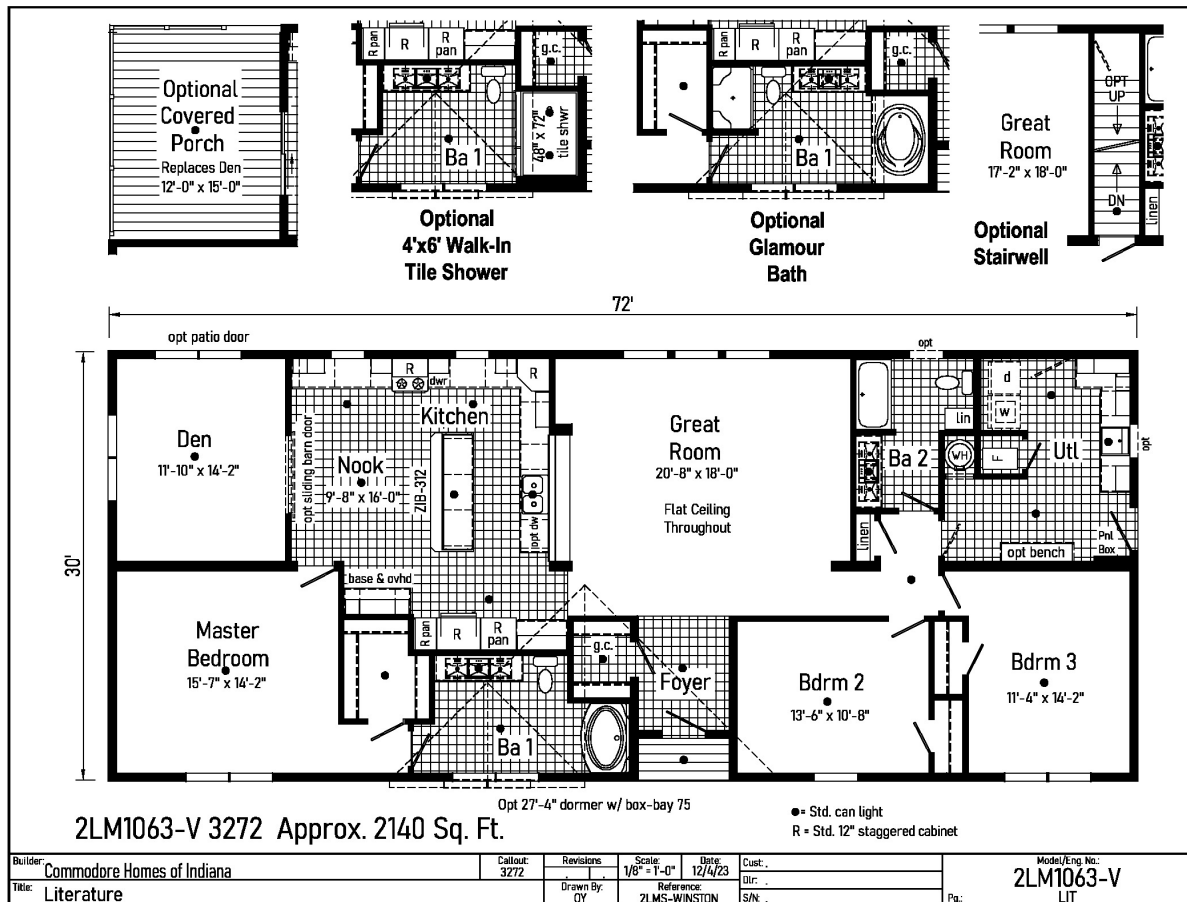 Optional
Covered
Porch
Replaces Den
12'-0" x 15'-0"
R pan
R
R
pan
g.c.
Ba 1
48" x 72"
tile shwr
Optional
4'x6' Walk-In
Tile Shower
R pan
R
R
pan
g.c.
Ba 1
Optional
Glamour
Bath
Great
Room
17'-2" x 18'-0"
OPT
UP
DN
linen
Optional
Stairwell
72'
30'
opt patio door
opt
Den
11'-10" x 14'-2"
opt sliding barn door
Nook
9'-8" x 16'-0"
Kitchen
R
dwr
R
ZIB-312
opt dw
base & ovhd
R pan
R
R
pan
Great
Room
20'-8" x 18'-0"
Flat Ceiling
Throughout
lin
Ba 2
linen
d
w
WH
F
Utl
opt
opt bench
Pnl
Box
Master
Bedroom
15'-7" x 14'-2"
Ba 1
g.c.
Foyer
Bdrm 2
13'-6" x 10'-8"
Bdrm 3
11'-4" x 14'-2"
Opt 27'-4" dormer w/ box-bay 75
●= Std. can light
R = Std. 12" staggered cabinet
2LM1063-V 3272 Approx. 2140 Sq. Ft.
Builder: Commodore Homes of Indiana
Title: Literature
Callout:
3272
Revisions
Scale:
1/8" = 1'-0"
Date:
12/4/23
Drawn By:
OY
Reference:
2LMS-WINSTON
Cust.: .
Dlr: .
S/N: .
Model/Eng. No.:
2LM1063-V
Pg.: LIT